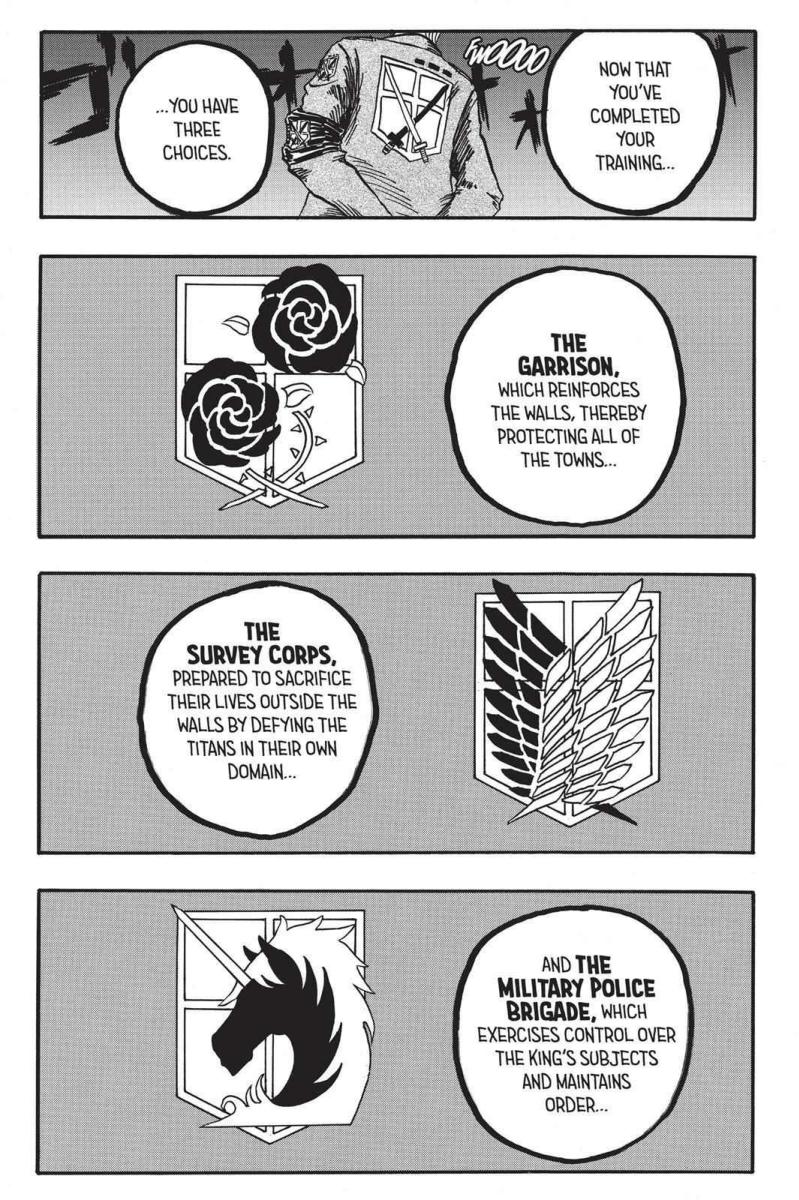 NOW THAT
YOU'VE
COMPLETED
YOUR
TRAINING...
FWOOOO
...YOU HAVE
THREE
CHOICES.
THE
GARRISON,
WHICH REINFORCES
THE WALLS, THEREBY
PROTECTING ALL OF
THE TOWNS...
THE
SURVEY CORPS,
PREPARED TO SACRIFICE
THEIR LIVES OUTSIDE THE
WALLS BY DEFYING THE
TITANS IN THEIR OWN
DOMAIN...
AND THE
MILITARY POLICE
BRIGADE, WHICH
EXERCISES CONTROL OVER
THE KING'S SUBJECTS
AND MAINTAINS
ORDER...